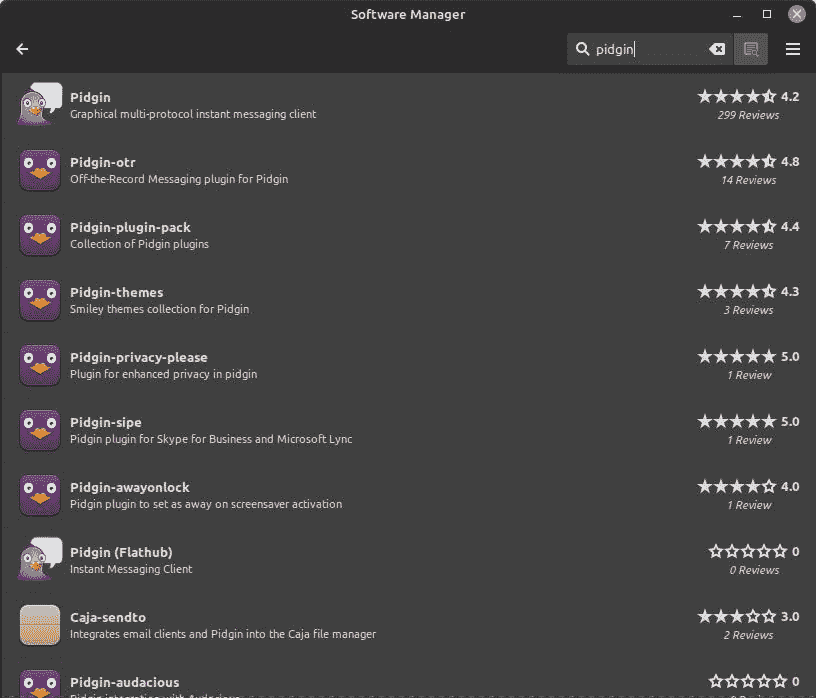 Software Manager
pidgin
Pidgin
4.2
Graphical multi-protocol instant messaging client
299 Reviews
Pidgin-otr
4.8
Off-the-Record Messaging plugin for Pidgin
14 Reviews
Pidgin-plugin-pack
4.4
Collection of Pidgin plugins
7 Reviews
Pidgin-themes
4.3
Smiley themes collection for Pidgin
3 Reviews
Pidgin-privacy-please
5.0
Plugin for enhanced privacy in pidgin
1 Review
Pidgin-sipe
5.0
Pidgin plugin for Skype for Business and Microsoft Lync
1 Review
Pidgin-awayonlock
4.0
Pidgin plugin to set as away on screensaver activation
1 Review
Pidgin (Flathub)
0
Instant Messaging Client
0 Reviews
Caja-sendto
3.0
Integrates email clients and Pidgin into the Caja file manager
2 Reviews
Pidgin-audacious
0
Pidgin integration with Audacious